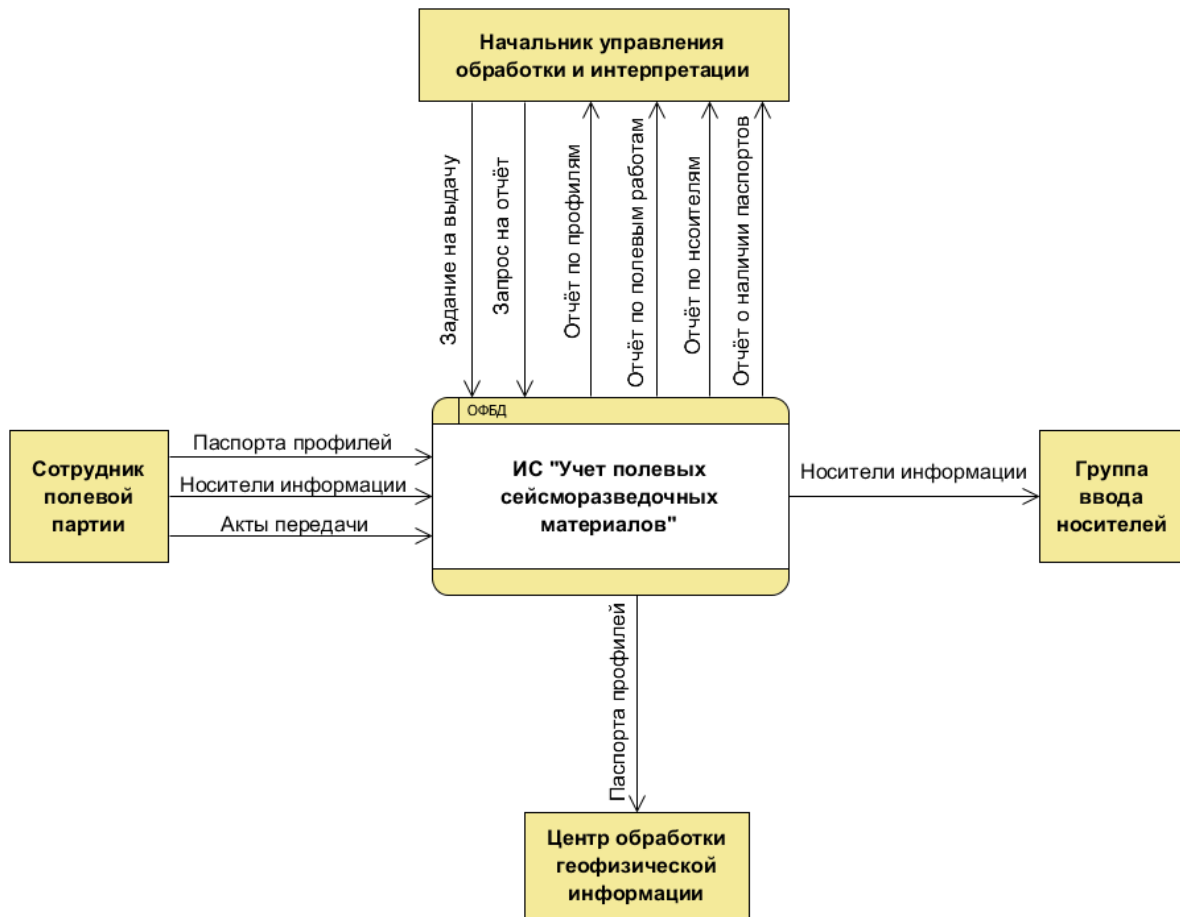 Начальник управления
обработки и интерпретации
Задание на выдачу
Запрос на отчёт
Отчёт по профилям
Отчёт по полевым работам
Отчёт по нсоителям
Отчёт о наличии паспортов
ОФБД
Сотрудник
полевой
партии
Паспорта профилей
Носители информации
Акты передачи
ИС "Учет полевых
сейсморазведочных
материалов"
Носители информации
Группа
ввода
носителей
Паспорта профилей
Центр обработки
геофизической
информации